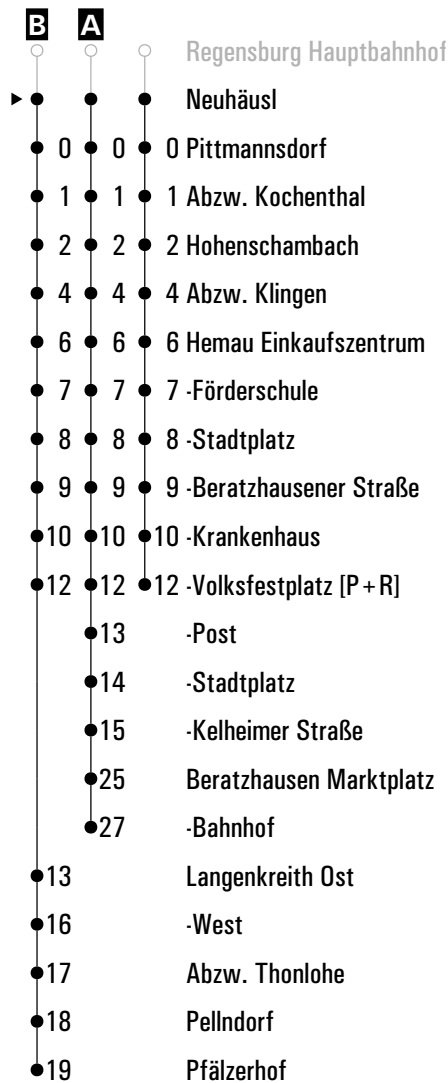 B A
Regensburg Hauptbahnhof
Neuhäusl
0 0 0 Pittmannsdorf
1 1 1 Abzw. Kochenthal
2 2 2 Hohenschambach
4 4 4 Abzw. Klingen
6 6 6 Hemau Einkaufszentrum
7 7 7 -Förderschule
8 8 8 -Stadtplatz
9 9 9 -Beratzhausener Straße
10 10 10 -Krankenhaus
12 12 12 -Volksfestplatz [P+R]
13 -Post
14 -Stadtplatz
15 -Kelheimer Straße
25 Beratzhausen Marktplatz
27 -Bahnhof
13 Langenkreith Ost
16 -West
17 Abzw. Thonlohe
18 Pellndorf
19 Pfälzerhof